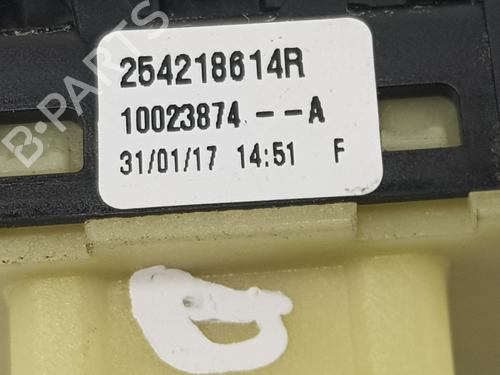 B-PARTS
254218614R
10023874--A
31/01/17 14:51 F